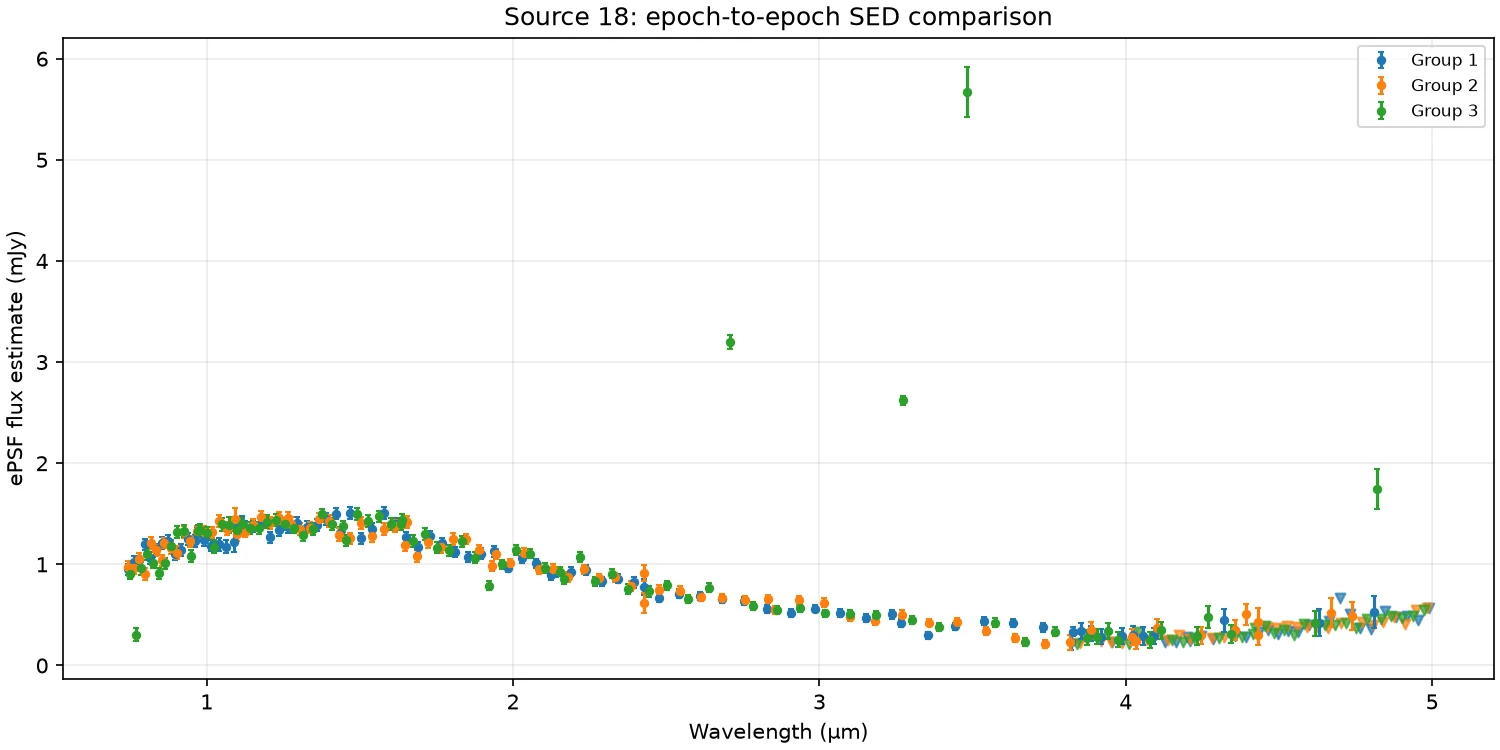 Source 18: epoch-to-epoch SED comparison
ePSF flux estimate (mJy)
6
5
4
3
2
1
0
Group 1
Group 2
Group 3
1
2
3
4
5
Wavelength (μm)